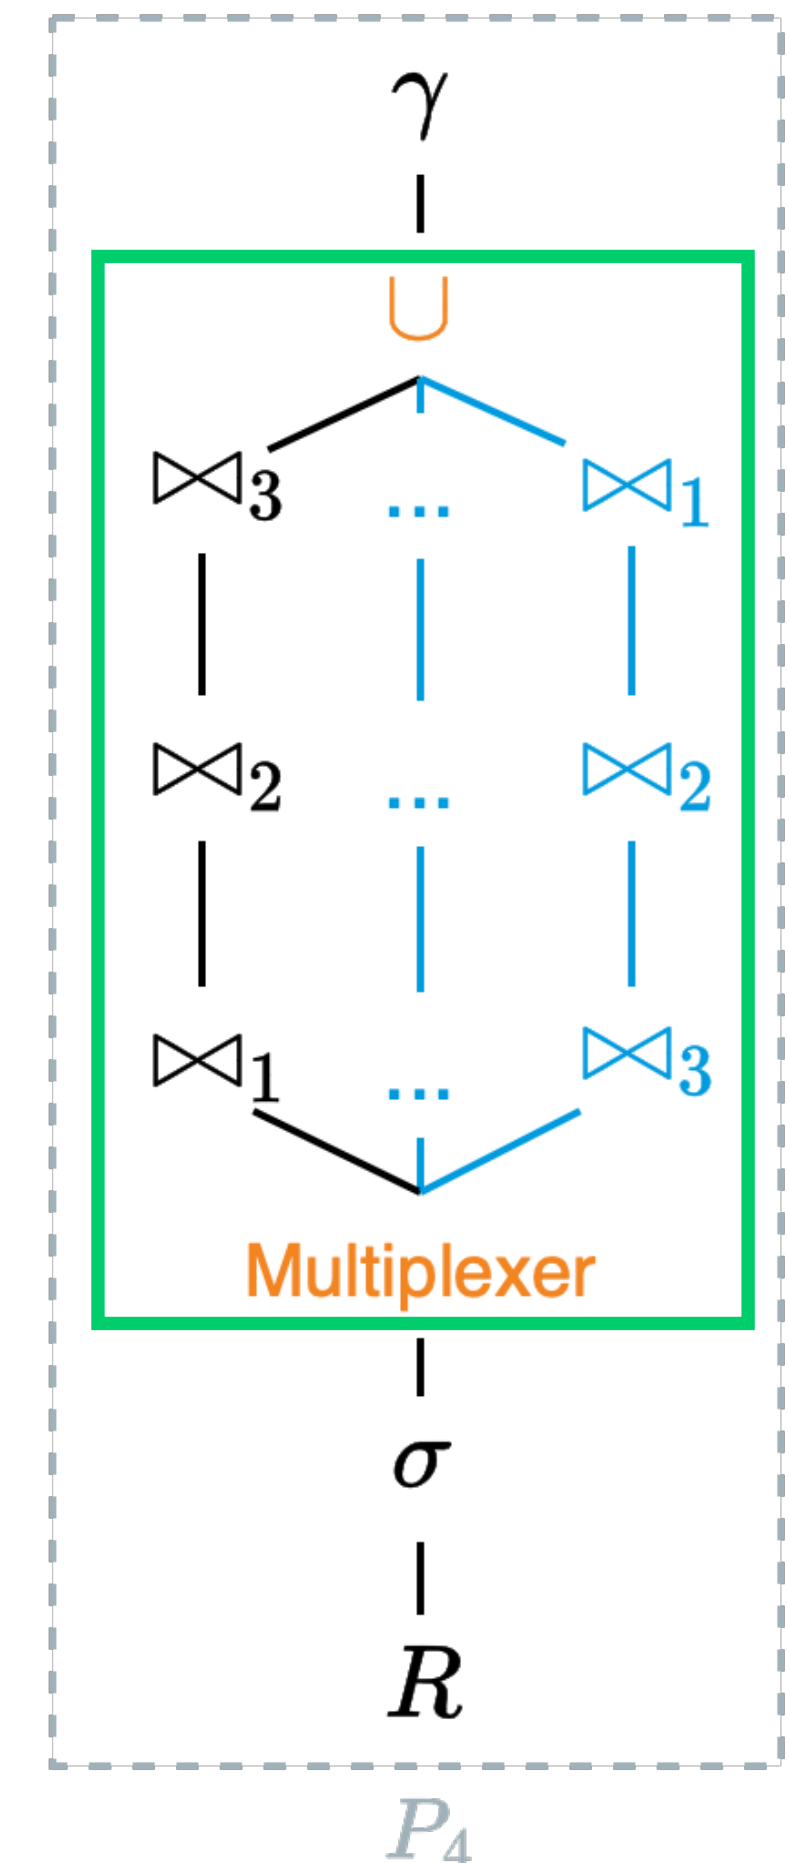 γ
∪
⋈3 ... ⋈1
⋈2 ... ⋈2
⋈1 ... ⋈3
Multiplexer
σ
R
P4